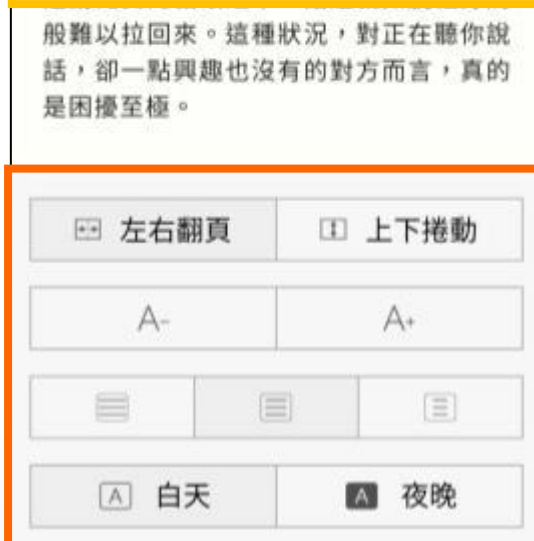 般難以拉回來。這種狀況，對正在聽你說
話，卻一點興趣也沒有的對方而言，真的
是困擾至極。
左右翻頁 上下捲動
A- A+
A 白天 A 夜晚